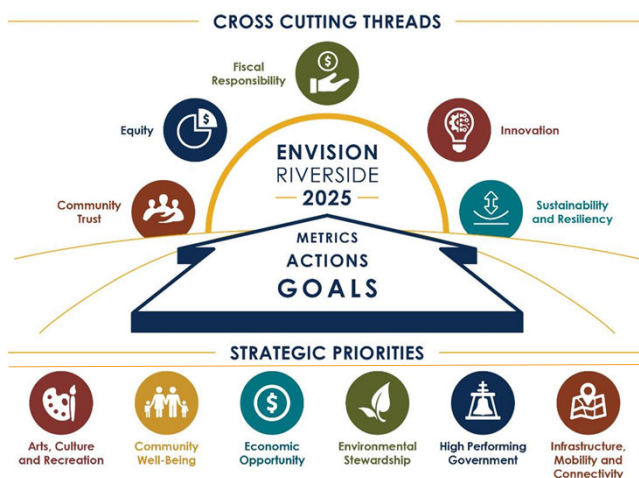 CROSS CUTTING THREADS
Fiscal
Responsibility
$
Equity
$
Innovation
Community
Trust
Sustainability
and Resiliency
ENVISION
RIVERSIDE
2025
METRICS
ACTIONS
GOALS
STRATEGIC PRIORITIES
$
Arts, Culture
and Recreation
Community
Well-Being
Economic
Opportunity
Environmental
Stewardship
High Performing
Government
Infrastructure,
Mobility and
Connectivity